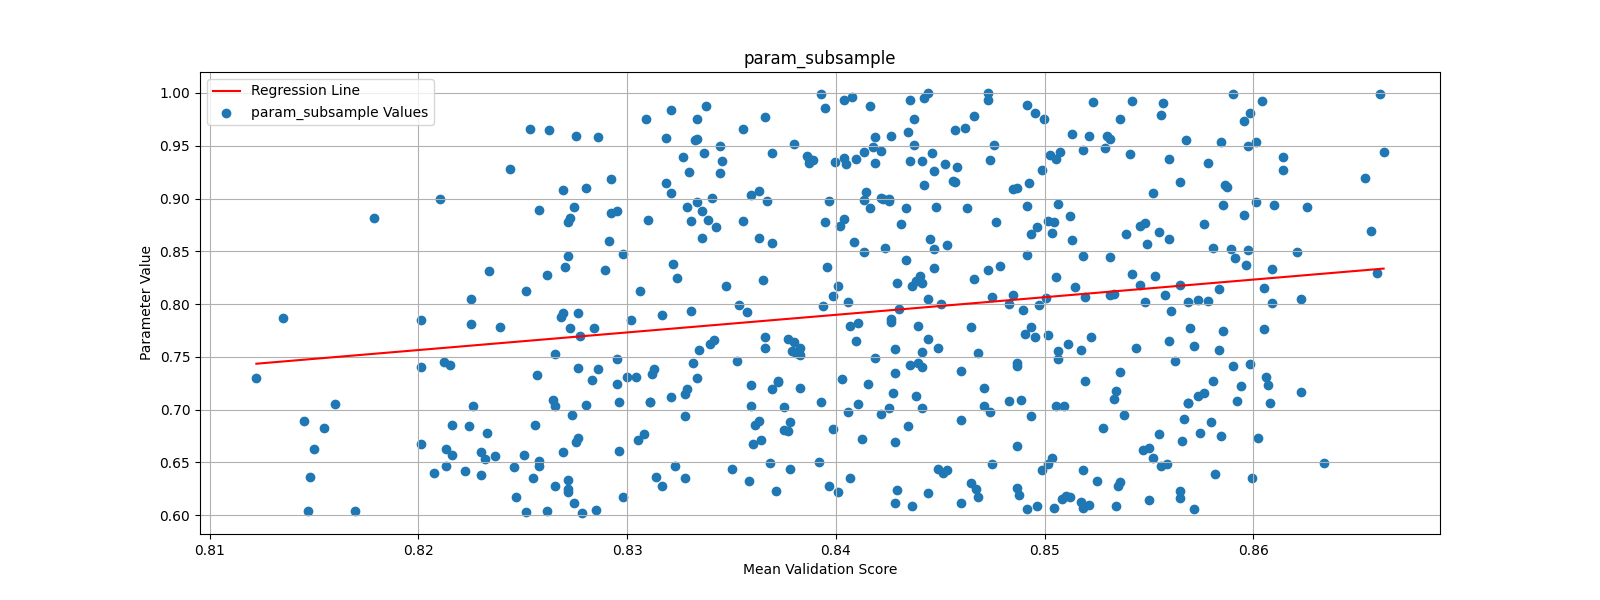 param_subsample
Regression Line
param_subsample Values
Parameter Value
1.00
0.95
0.90
0.85
0.80
0.75
0.70
0.65
0.60
0.81 0.82 0.83 0.84 0.85 0.86
Mean Validation Score